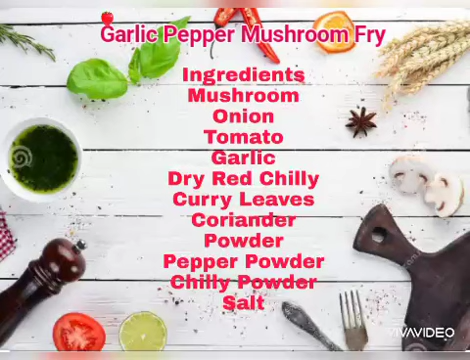 Garlic Pepper Mushroom Fry
Ingredients
Mushroom
Onion
Tomato
Garlic
Dry Red Chilly
Curry Leaves
Coriander
Powder
Pepper Powder
Chilly Powder
Salt
VIVAVIDEO